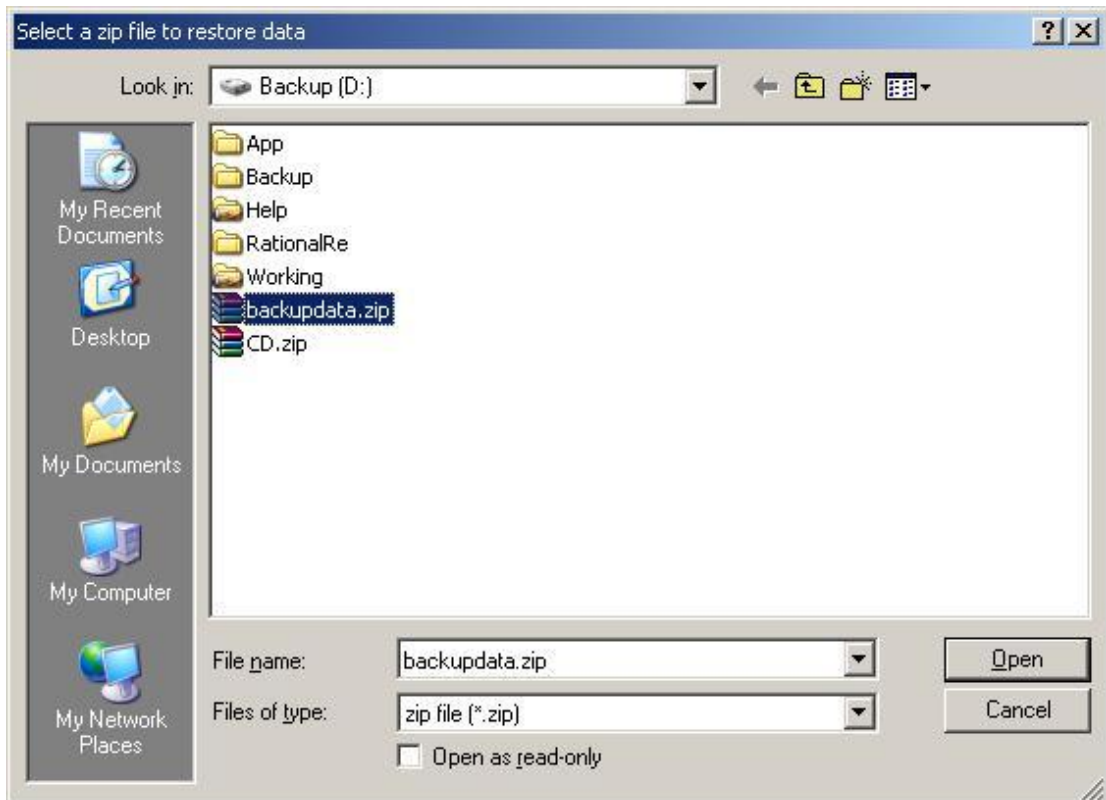 Select a zip file to restore data
Look in:
Backup (D:)
My Recent
Documents
Desktop
My Documents
My Computer
My Network
Places
App
Backup
Help
RationalRe
Working
backupdata.zip
CD.zip
File name:
backupdata.zip
Open
Files of type:
zip file (*.zip)
Cancel
Open as read-only